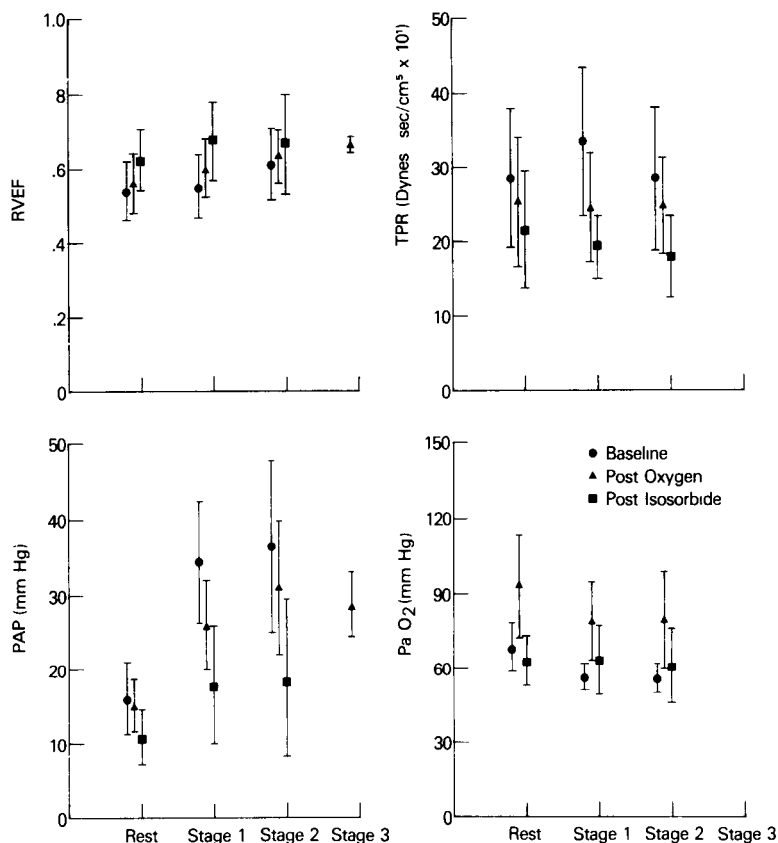 1.0
.8
.6
.4
.2
0
RVEF
50
40
30
20
10
0
TPR (Dynes sec/cm⁵ x 10¹)
50
40
30
20
10
0
PAP (mm Hg)
Rest Stage 1 Stage 2 Stage 3
150
120
90
60
30
0
Pa O₂ (mm Hg)
Baseline
Post Oxygen
Post Isosorbide
Rest Stage 1 Stage 2 Stage 3